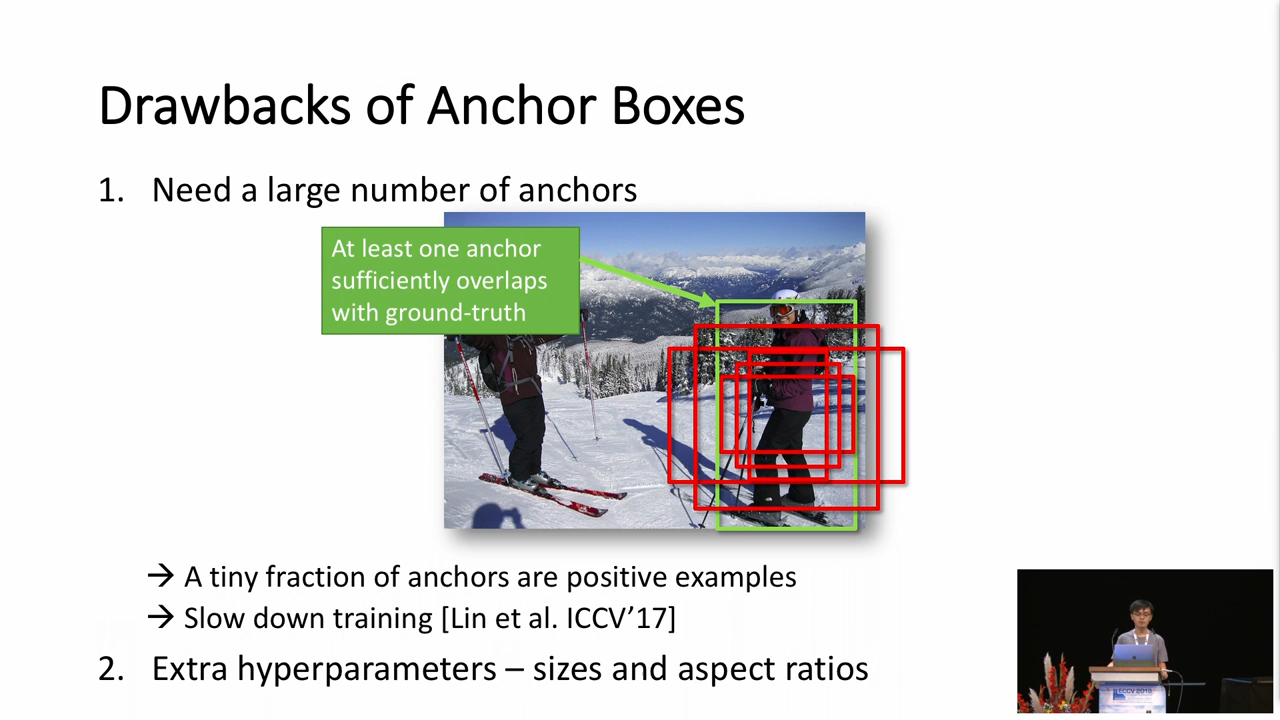 Drawbacks of Anchor Boxes
1. Need a large number of anchors
At least one anchor
sufficiently overlaps
with ground-truth
→ A tiny fraction of anchors are positive examples
→ Slow down training [Lin et al. ICCV’17]
2. Extra hyperparameters – sizes and aspect ratios
ECCV 2018